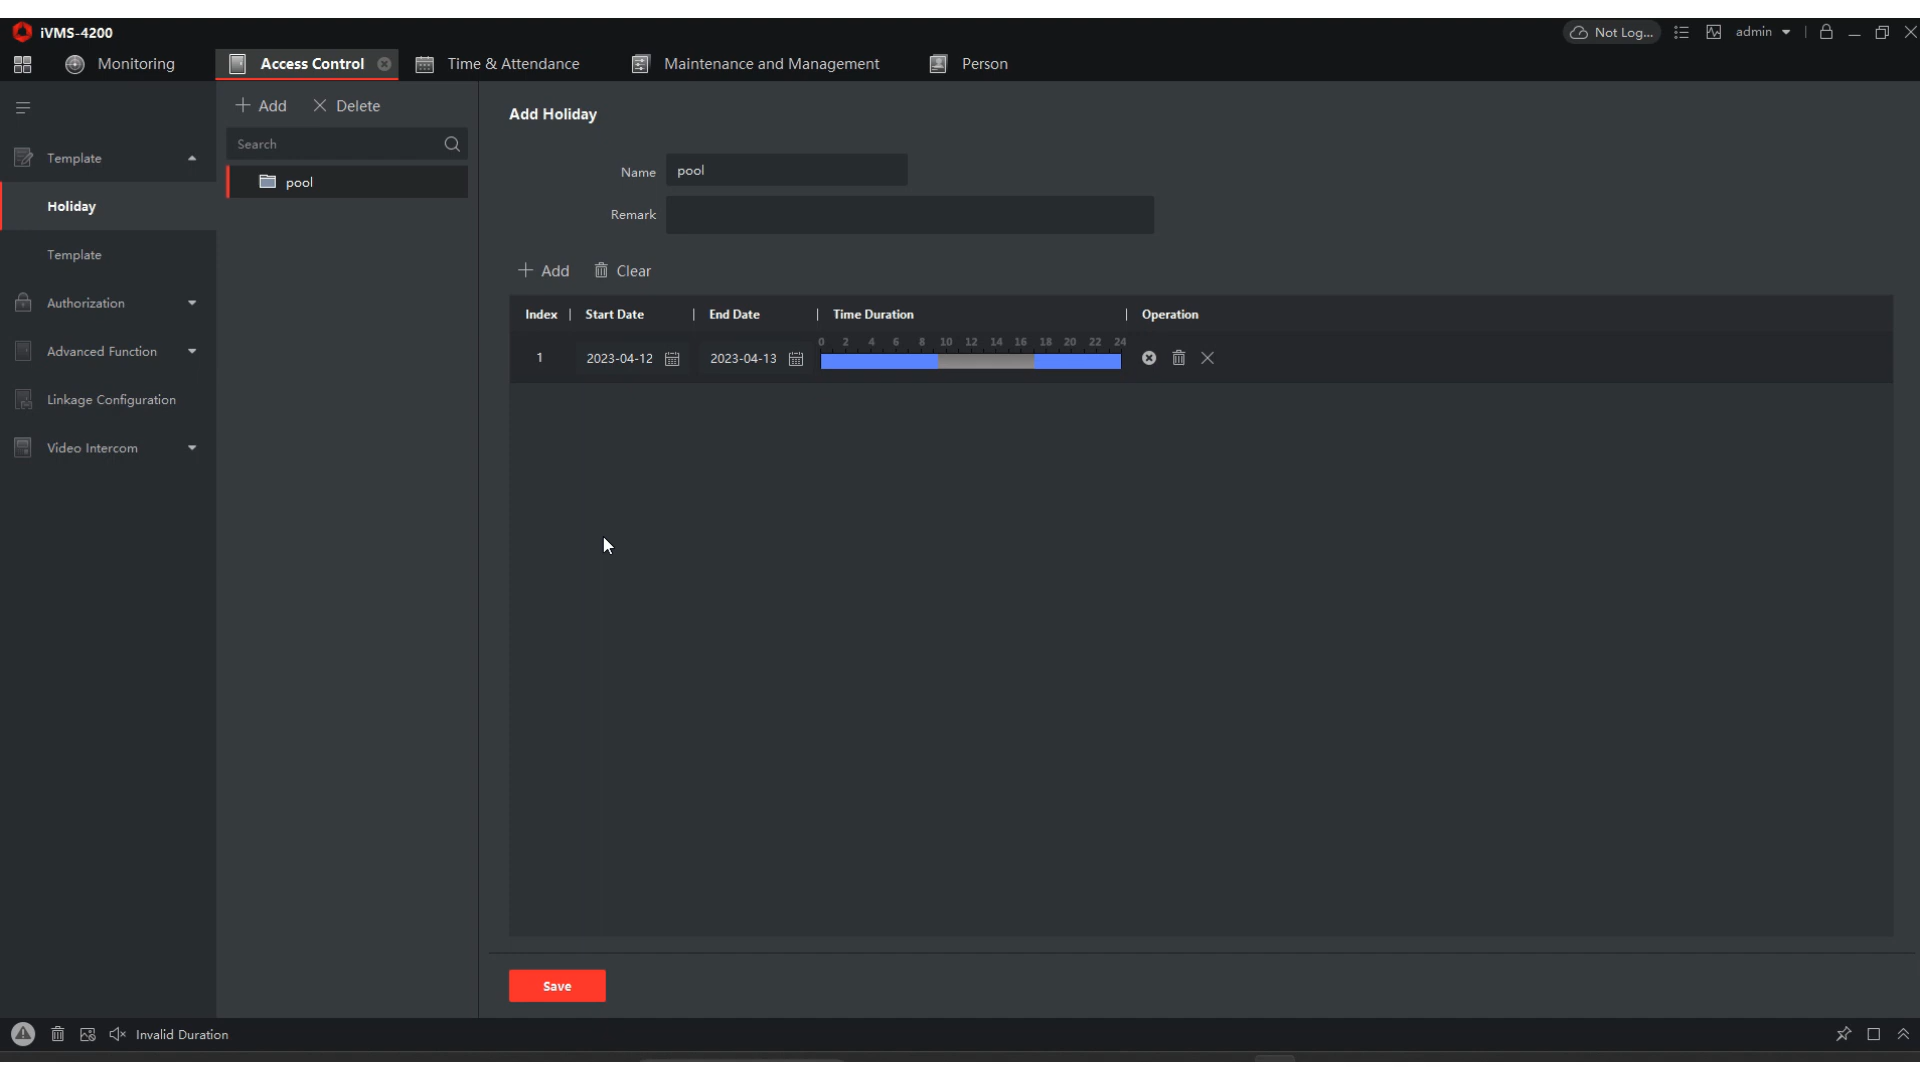 iVMS-4200
Not Log...
admin
Monitoring
Access Control
Time & Attendance
Maintenance and Management
Person
Add
Delete
Search
pool
Template
Holiday
Template
Authorization
Advanced Function
Linkage Configuration
Video Intercom
Add Holiday
Name
pool
Remark
Add
Clear
Index | Start Date | End Date | Time Duration | Operation
0 2 4 6 8 10 12 14 16 18 20 22 24
1 2023-04-12 2023-04-13
Save
Invalid Duration